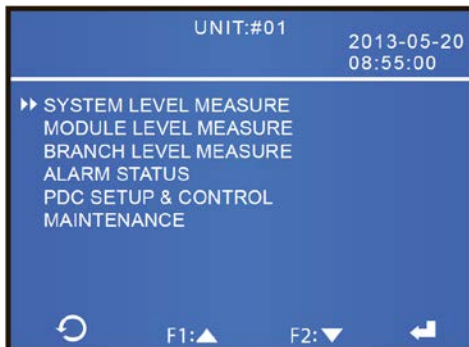 UNIT:#01
2013-05-20
08:55:00
SYSTEM LEVEL MEASURE
MODULE LEVEL MEASURE
BRANCH LEVEL MEASURE
ALARM STATUS
PDC SETUP & CONTROL
MAINTENANCE
F1:▲ F2:▼